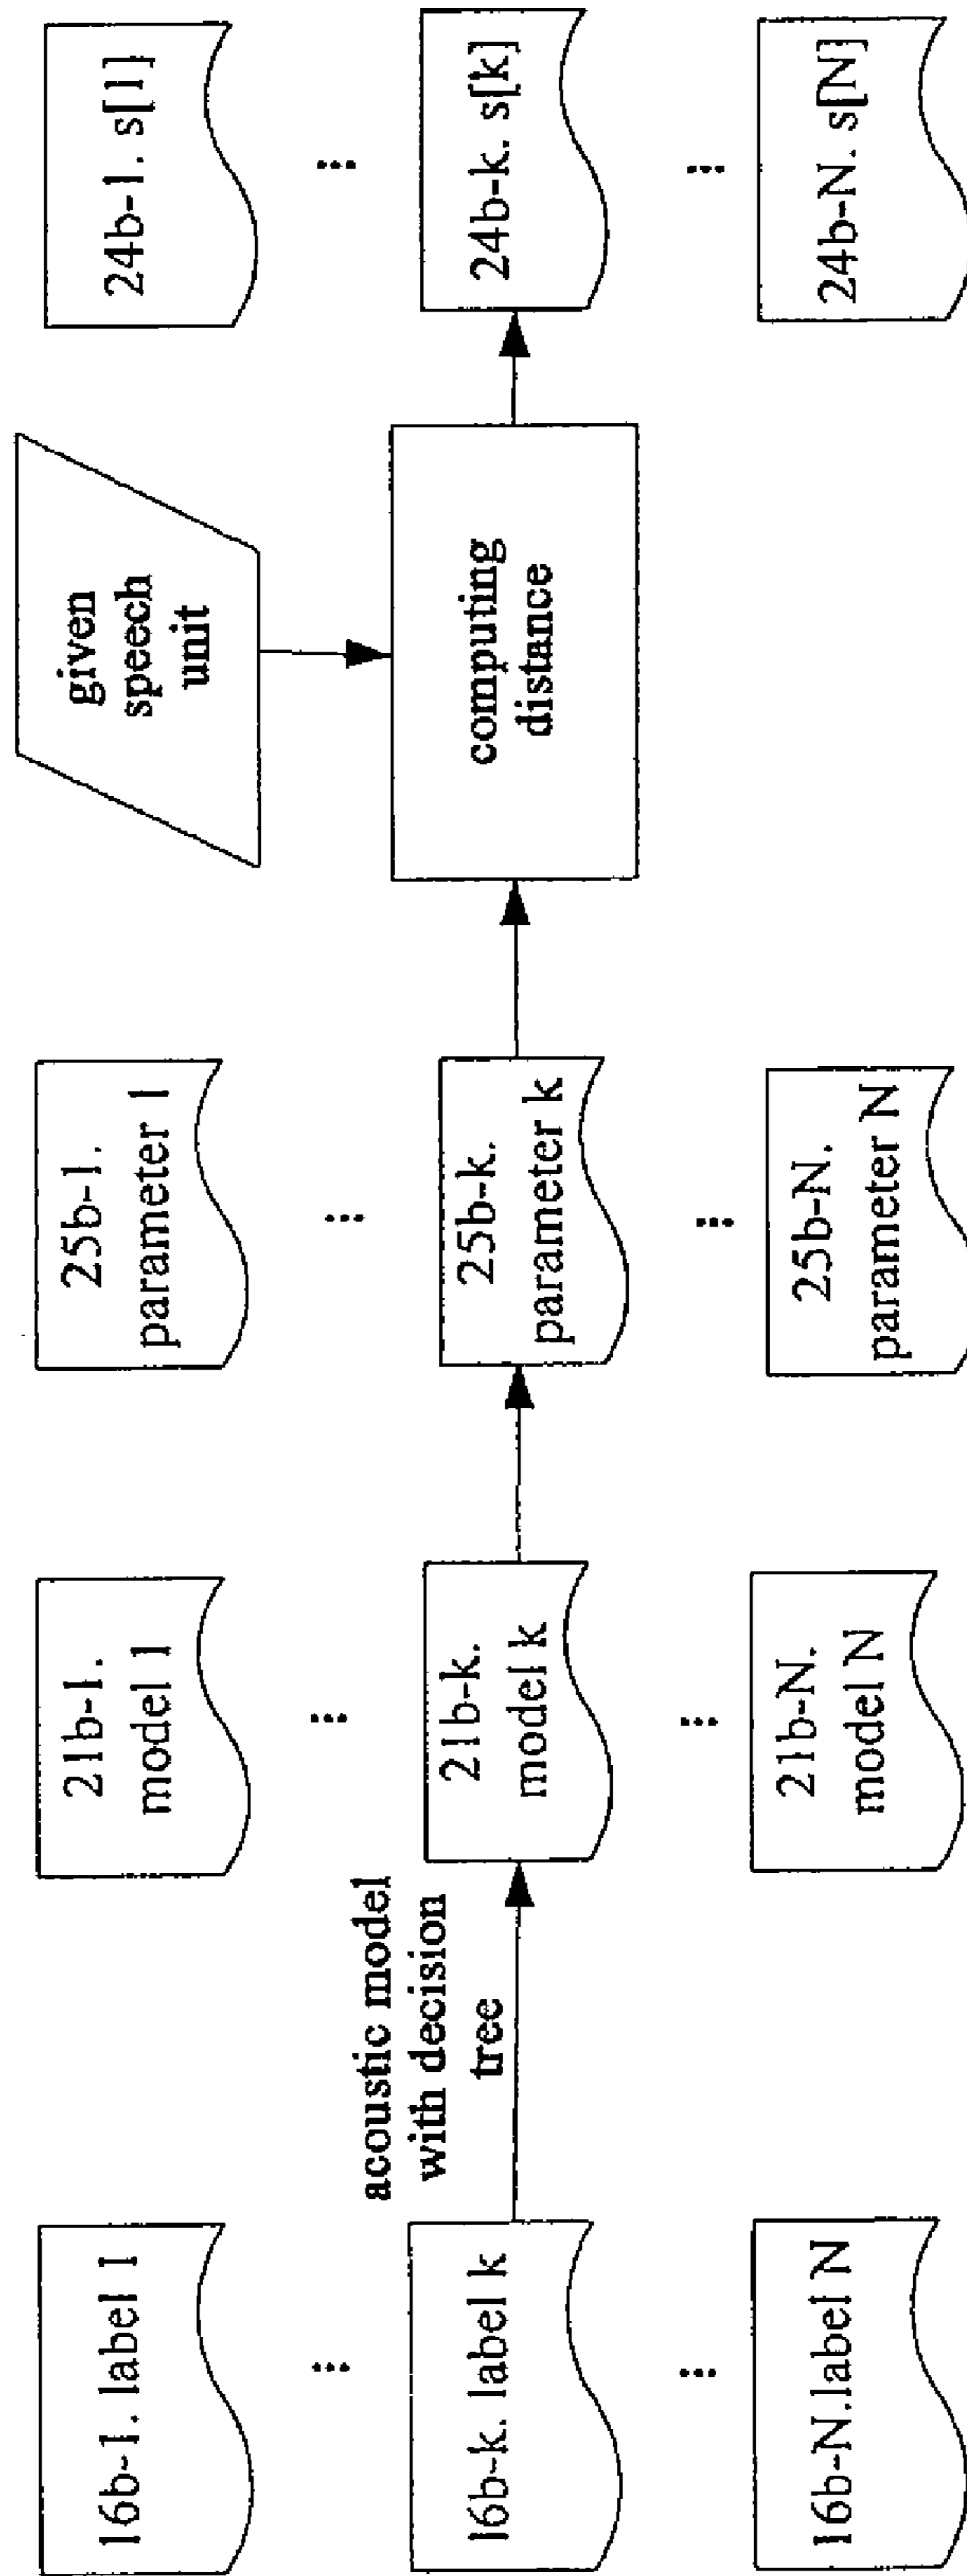 16b-1. label 1
...
16b-k. label k
...
16b-N.label N
acoustic model
with decision
tree
21b-1.
model 1
...
21b-k.
model k
...
21b-N.
model N
25b-1.
parameter 1
...
25b-k.
parameter k
...
25b-N.
parameter N
given
speech
unit
computing
distance
24b-1. s[1]
...
24b-k. s[k]
...
24b-N. s[N]